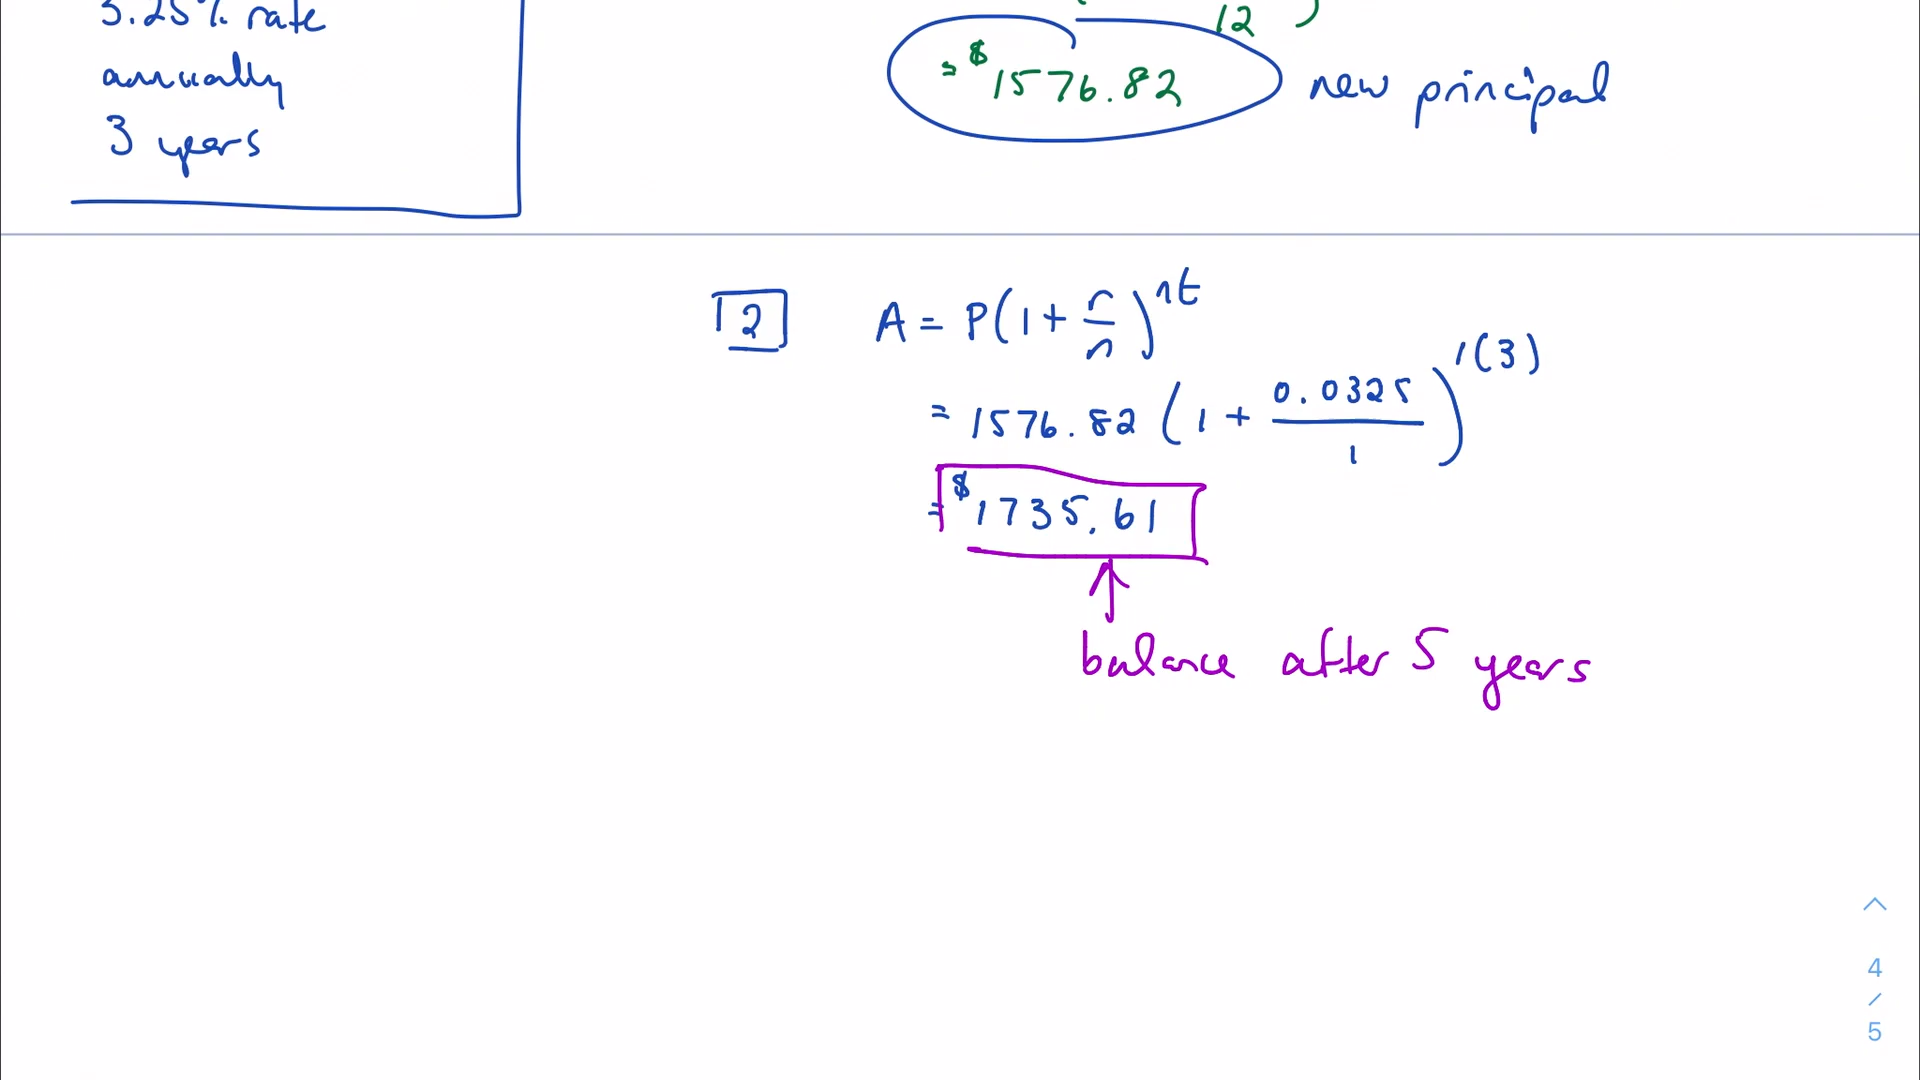 3.25% rate
annually
3 years
12 )
= $1576.82 new principal
2 A = P(1 + r/n)^nt
= 1576.82 (1 + 0.0325/1)^1(3)
= $1735.61
balance after 5 years
4
/
5